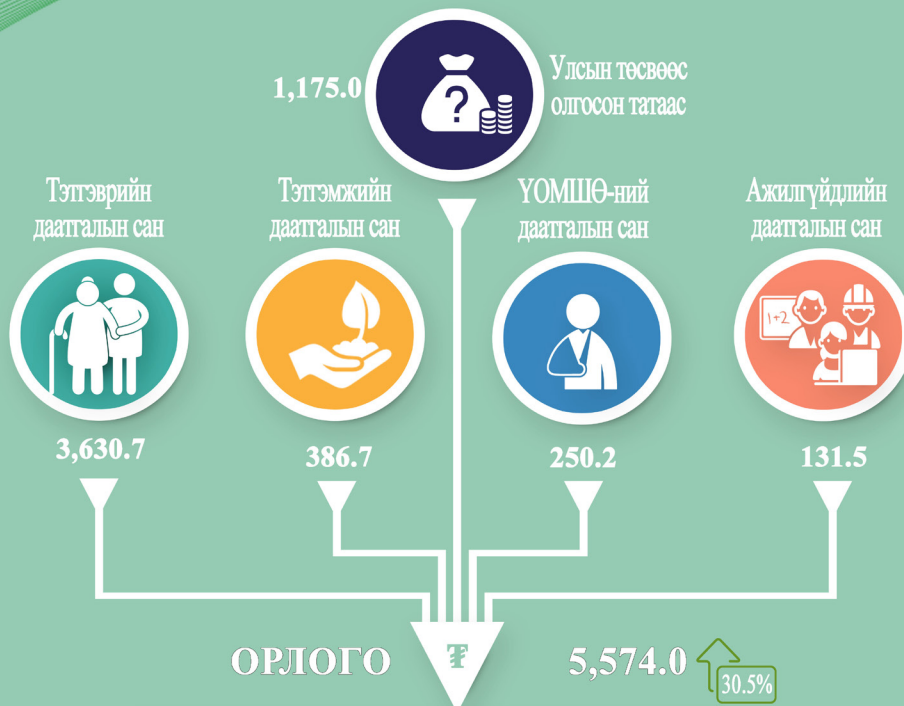 1,175.0
Улсын төсвөөс
олгосон татаас
Тэтгэврийн
даатгалын сан
Тэтгэмжийн
даатгалын сан
ҮОМШӨ-ний
даатгалын сан
Ажилгүйдлийн
даатгалын сан
?
1+2
3,630.7
386.7
250.2
131.5
ОРЛОГО ₮ 5,574.0
30.5%